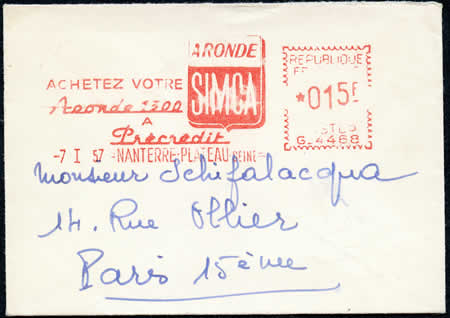 ARONDE
SIMCA
ACHETEZ VOTRE
Aronde 1300
A
Précrédit
REPUBLIQUE
*015F
POSTES
G. 4468
-7 I 57 -NANTERRE-PLATEAU SEINE=
Monsieur Schifalacqua
14. Rue Ollier
Paris 15ème